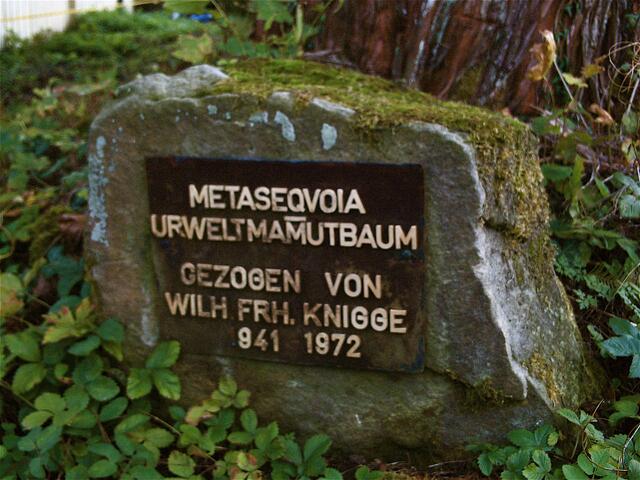 METASEQVOIA
URWELTMAMUTBAUM
GEZOGEN VON
WILH FRH. KNIGGE
941 1972